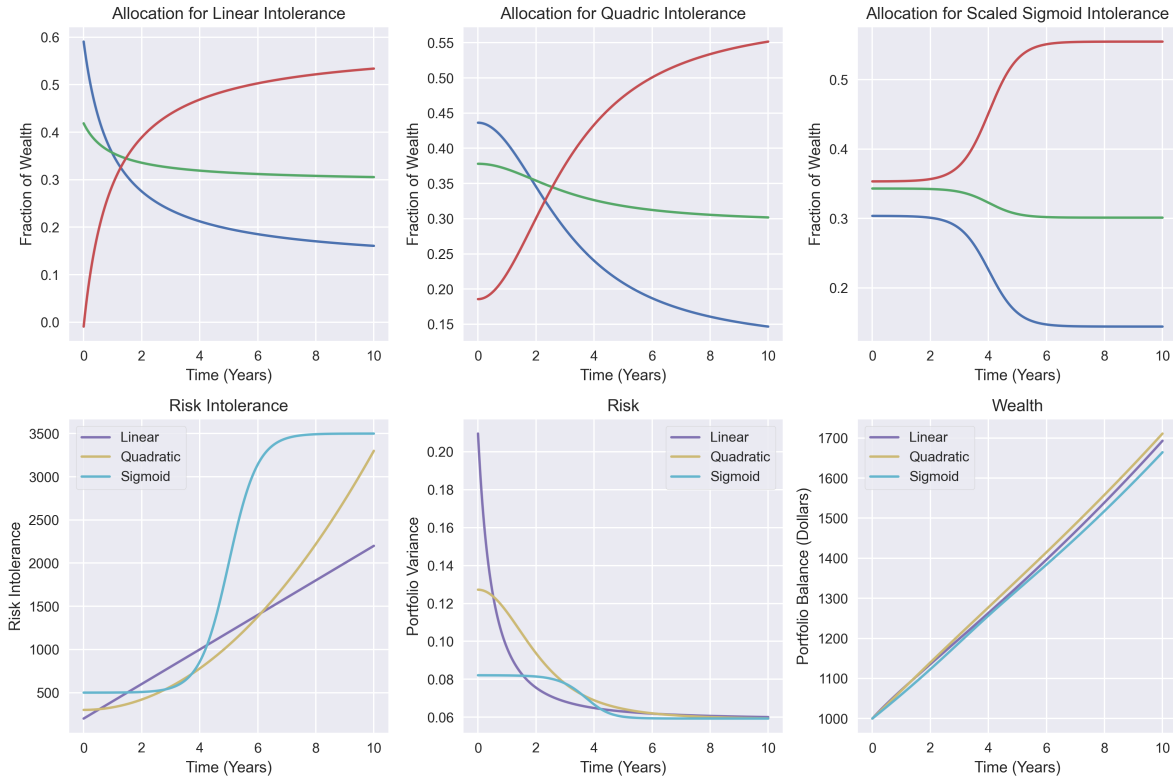 Allocation for Linear Intolerance
Fraction of Wealth
0.6
0.5
0.4
0.3
0.2
0.1
0.0
0 2 4 6 8 10
Time (Years)
Allocation for Quadric Intolerance
Fraction of Wealth
0.55
0.50
0.45
0.40
0.35
0.30
0.25
0.20
0.15
0 2 4 6 8 10
Time (Years)
Allocation for Scaled Sigmoid Intolerance
Fraction of Wealth
0.5
0.4
0.3
0.2
0 2 4 6 8 10
Time (Years)
Risk Intolerance
Risk Intolerance
3500
3000
2500
2000
1500
1000
500
Linear
Quadratic
Sigmoid
0 2 4 6 8 10
Time (Years)
Risk
Portfolio Variance
0.20
0.18
0.16
0.14
0.12
0.10
0.08
0.06
Linear
Quadratic
Sigmoid
0 2 4 6 8 10
Time (Years)
Wealth
Portfolio Balance (Dollars)
1700
1600
1500
1400
1300
1200
1100
1000
Linear
Quadratic
Sigmoid
0 2 4 6 8 10
Time (Years)